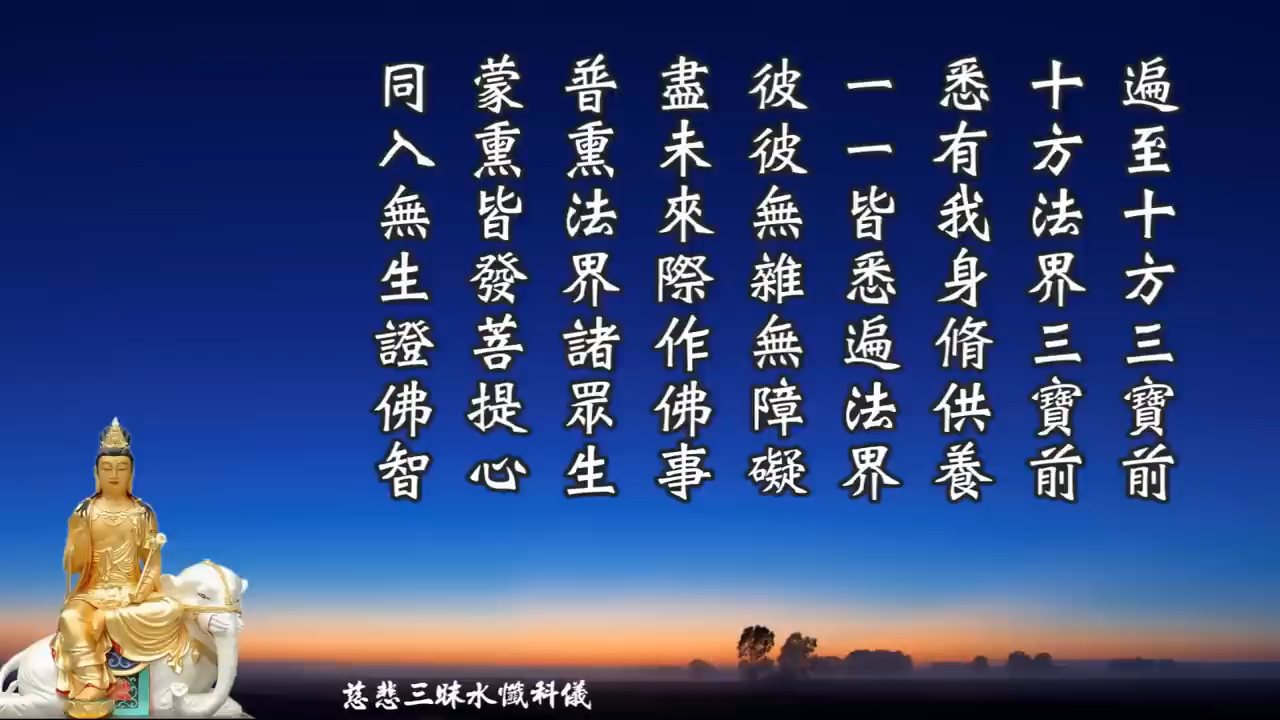 遍至十方三寶前
十方法界三寶前
悉有我身脩供養
一一皆悉遍法界
彼彼無雜無障礙
盡未來際作佛事
普熏法界諸眾生
蒙熏皆發菩提心
同入無生證佛智
慈悲三昧水懺科儀